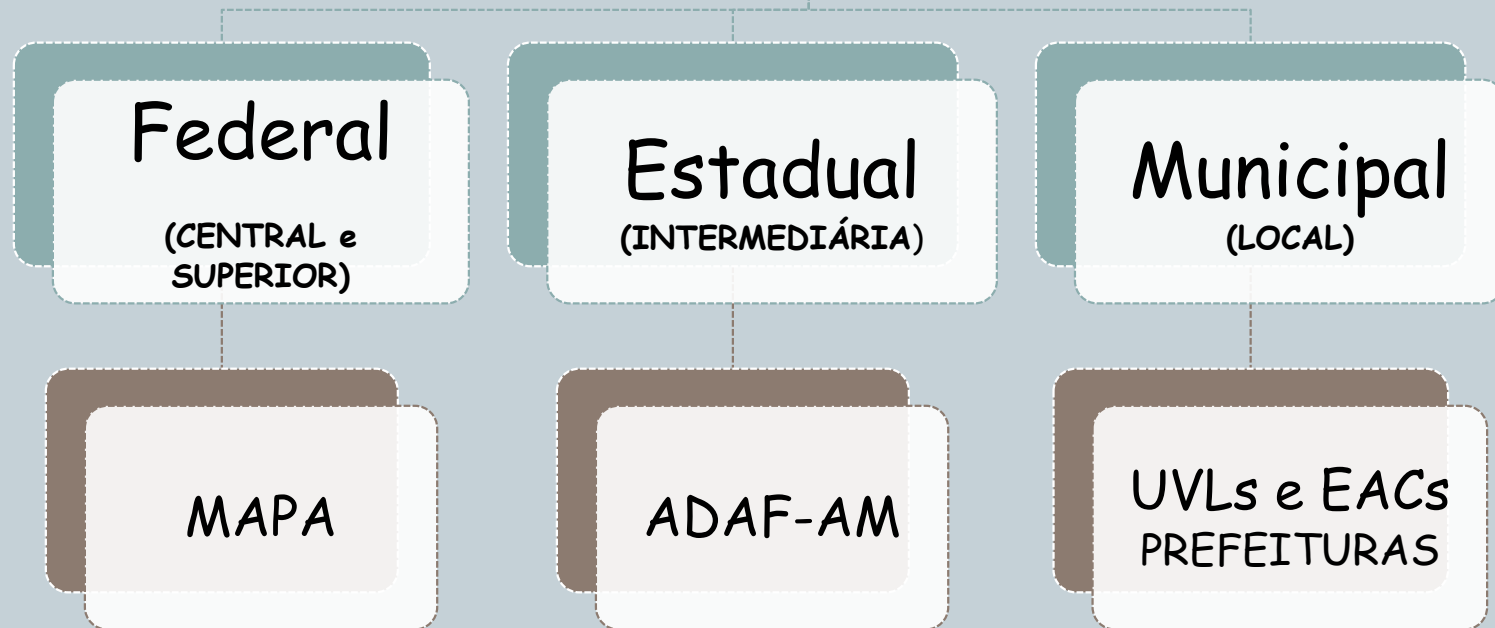 Federal
(CENTRAL e
SUPERIOR)
Estadual
(INTERMEDIÁRIA)
Municipal
(LOCAL)
MAPA
ADAF-AM
UVLs e EACs
PREFEITURAS